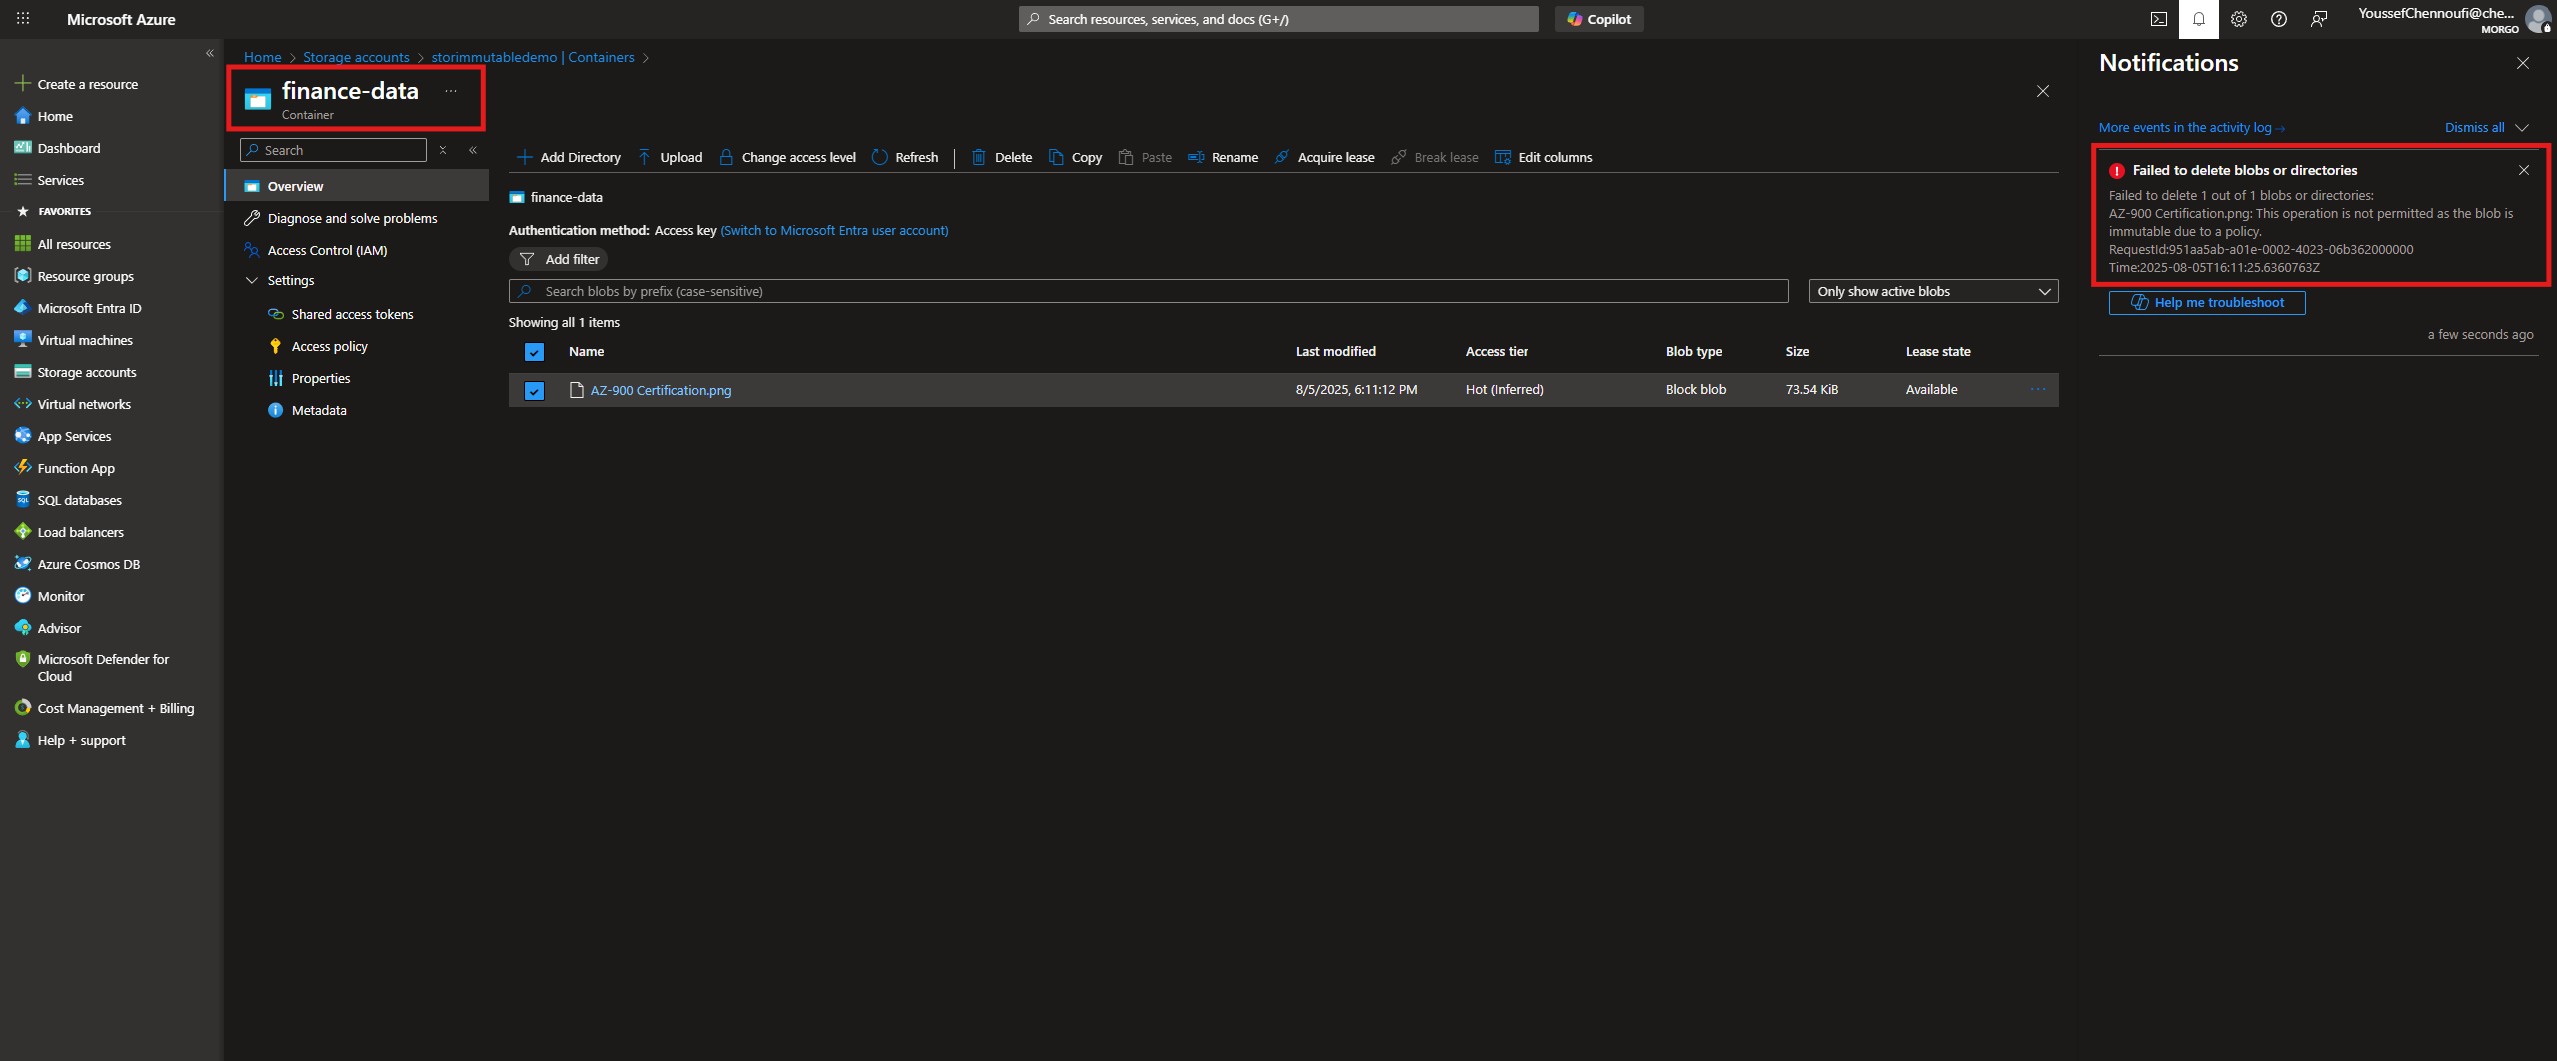 Microsoft Azure
Search resources, services, and docs (G+/)
Copilot
YoussefChennoufi@che...
MORGO
Create a resource
Home
Dashboard
Services
FAVORITES
All resources
Resource groups
Microsoft Entra ID
Virtual machines
Storage accounts
Virtual networks
App Services
Function App
SQL databases
Load balancers
Azure Cosmos DB
Monitor
Advisor
Microsoft Defender for
Cloud
Cost Management + Billing
Help + support
Home > Storage accounts > storimmutabledemo | Containers >
finance-data ...
Container
Search
Overview
Diagnose and solve problems
Access Control (IAM)
Settings
Shared access tokens
Access policy
Properties
Metadata
Add Directory Upload Change access level Refresh Delete Copy Paste Rename Acquire lease Break lease Edit columns
finance-data
Authentication method: Access key (Switch to Microsoft Entra user account)
Add filter
Search blobs by prefix (case-sensitive)
Only show active blobs
Showing all 1 items
Name Last modified Access tier Blob type Size Lease state
AZ-900 Certification.png 8/5/2025, 6:11:12 PM Hot (Inferred) Block blob 73.54 KiB Available ...
Notifications
More events in the activity log →
Dismiss all
Failed to delete blobs or directories
Failed to delete 1 out of 1 blobs or directories:
AZ-900 Certification.png: This operation is not permitted as the blob is
immutable due to a policy.
RequestId:951aa5ab-a01e-0002-4023-06b362000000
Time:2025-08-05T16:11:25.6360763Z
Help me troubleshoot
a few seconds ago